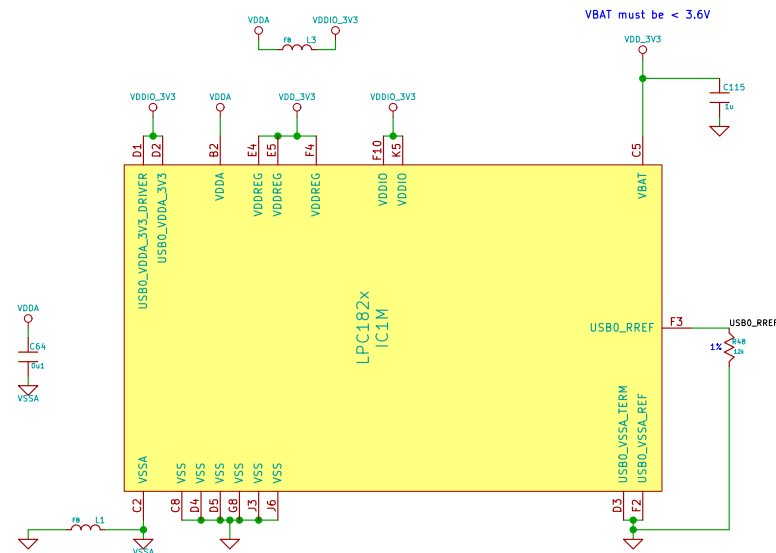 VBAT must be < 3.6V
VDDA
VDDIO_3V3
FB
L3
VDD_3V3
C115
1u
VDDIO_3V3
VDDA
VDD_3V3
VDDIO_3V3
D1
D2
B2
E4
E5
F4
F10
K5
C5
USB0_VDDA_3V3_DRIVER
USB0_VDDA_3V3
VDDA
VDDREG
VDDREG
VDDREG
VDDIO
VDDIO
VBAT
LPC182x
IC1M
VDDA
C64
0u1
VSSA
USB0_RREF
F3
USB0_RREF
1%
R48
12k
USB0_VSSA_TERM
USB0_VSSA_REF
VSSA
VSS
VSS
VSS
VSS
VSS
VSS
C2
C8
D4
D5
G8
J3
J6
D3
F2
FB
L1
VSSA